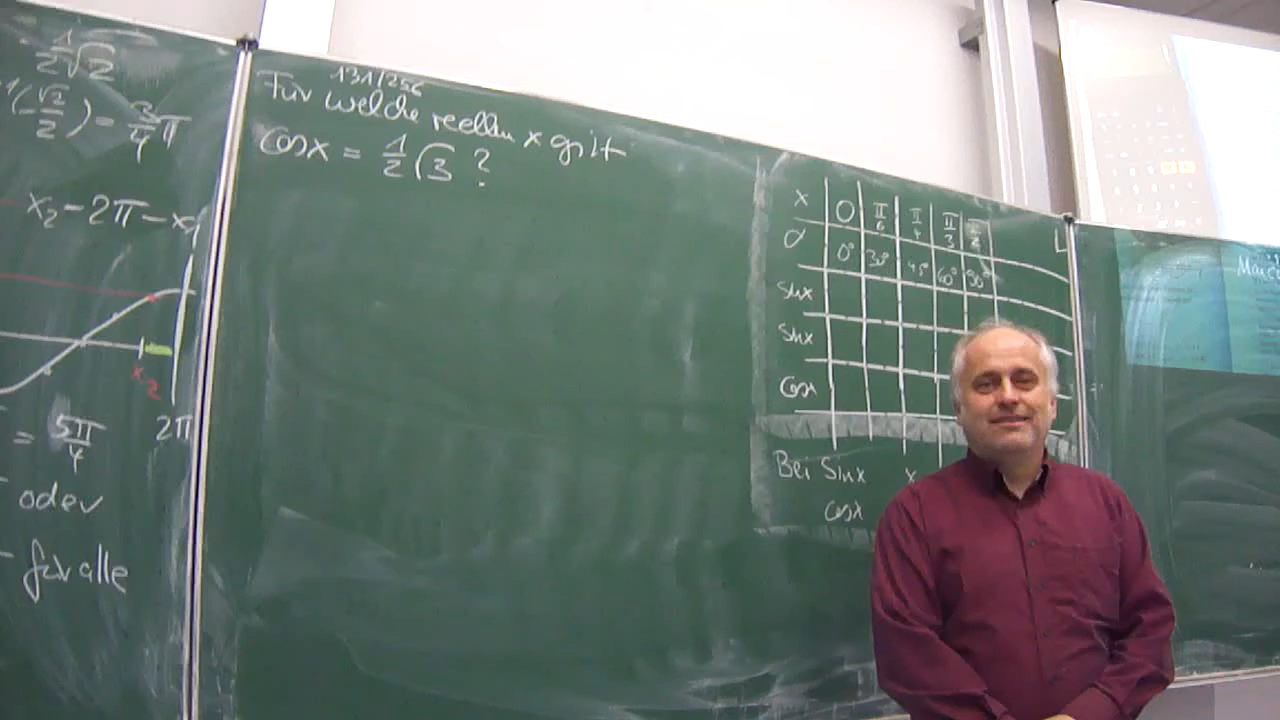 1/2 √2
(-√2/2) = 3/4 π
x₂ - 2π - x₁
x₂
= 5π/4 2π
oder
für alle
131/256
Für welche reellen x gilt
cos x = 1/2 √3 ?
x 0 π/6 π/4 π/3 π/2
α 0° 30° 45° 60° 90°
sin x
sin x
cos x
Bei sin x x
cos x